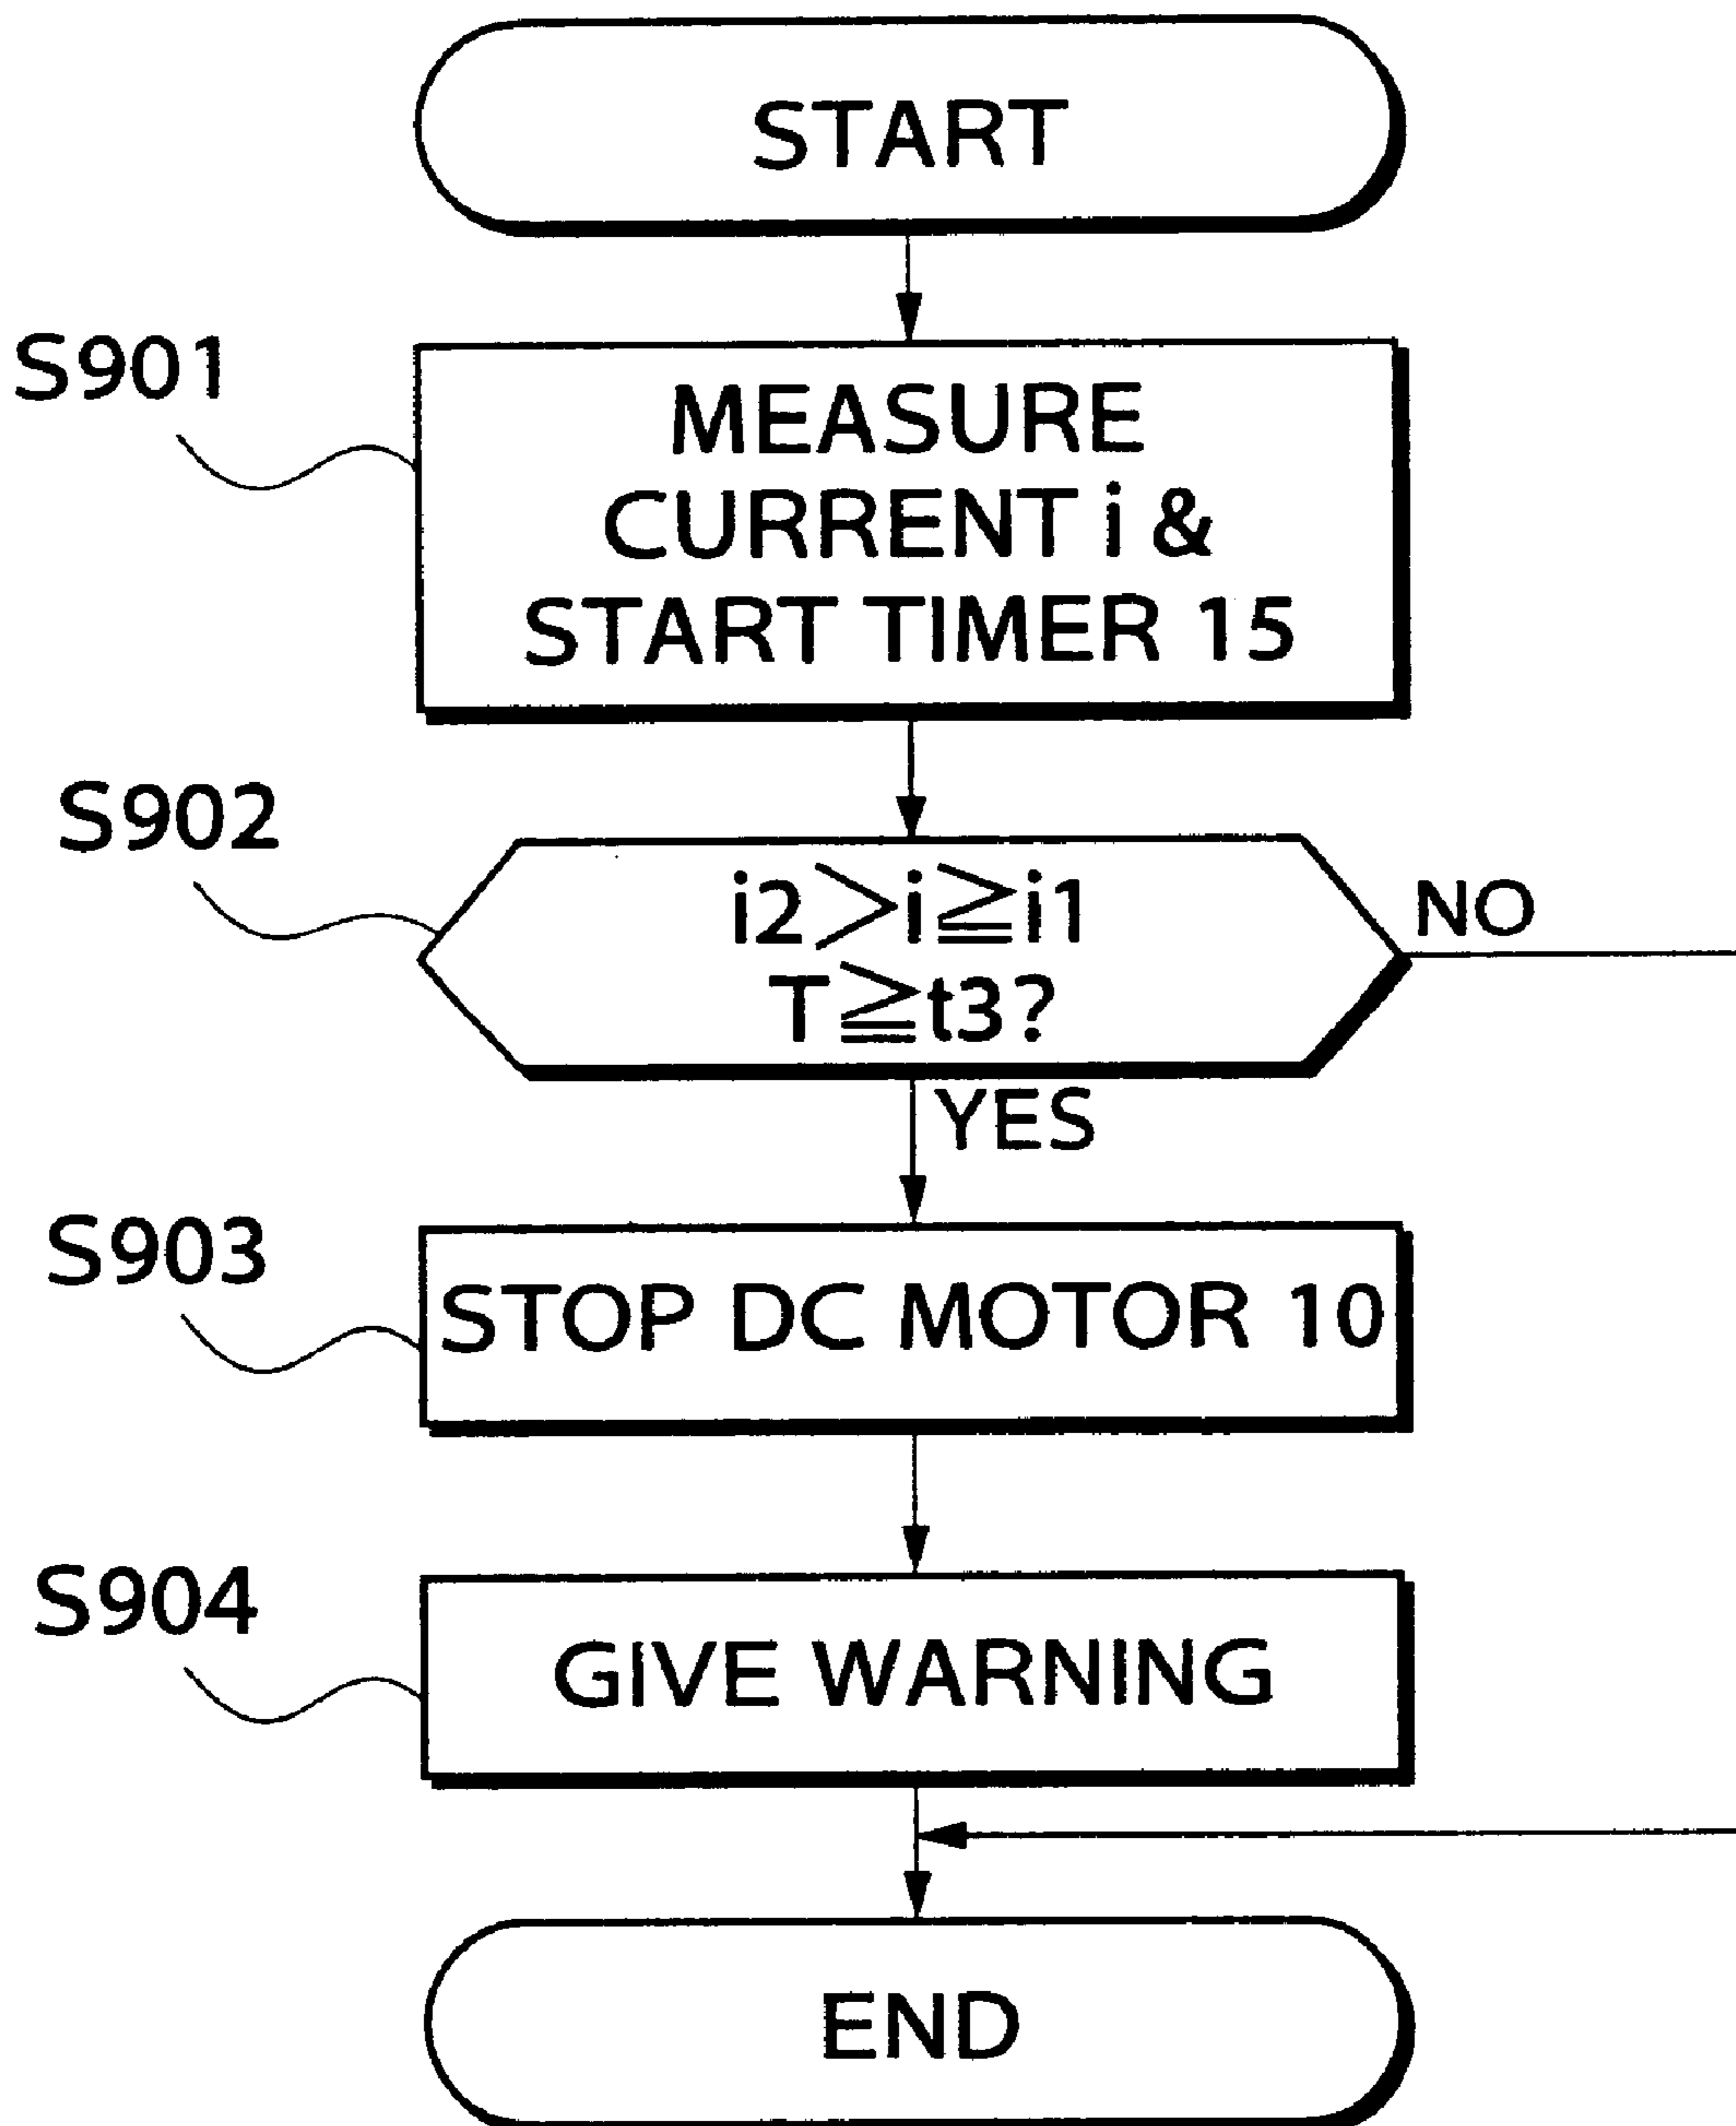 START
S901
MEASURE
CURRENT i &
START TIMER 15
S902
i2>i≧i1
T≧t3?
NO
YES
S903
STOP DC MOTOR 10
S904
GIVE WARNING
END